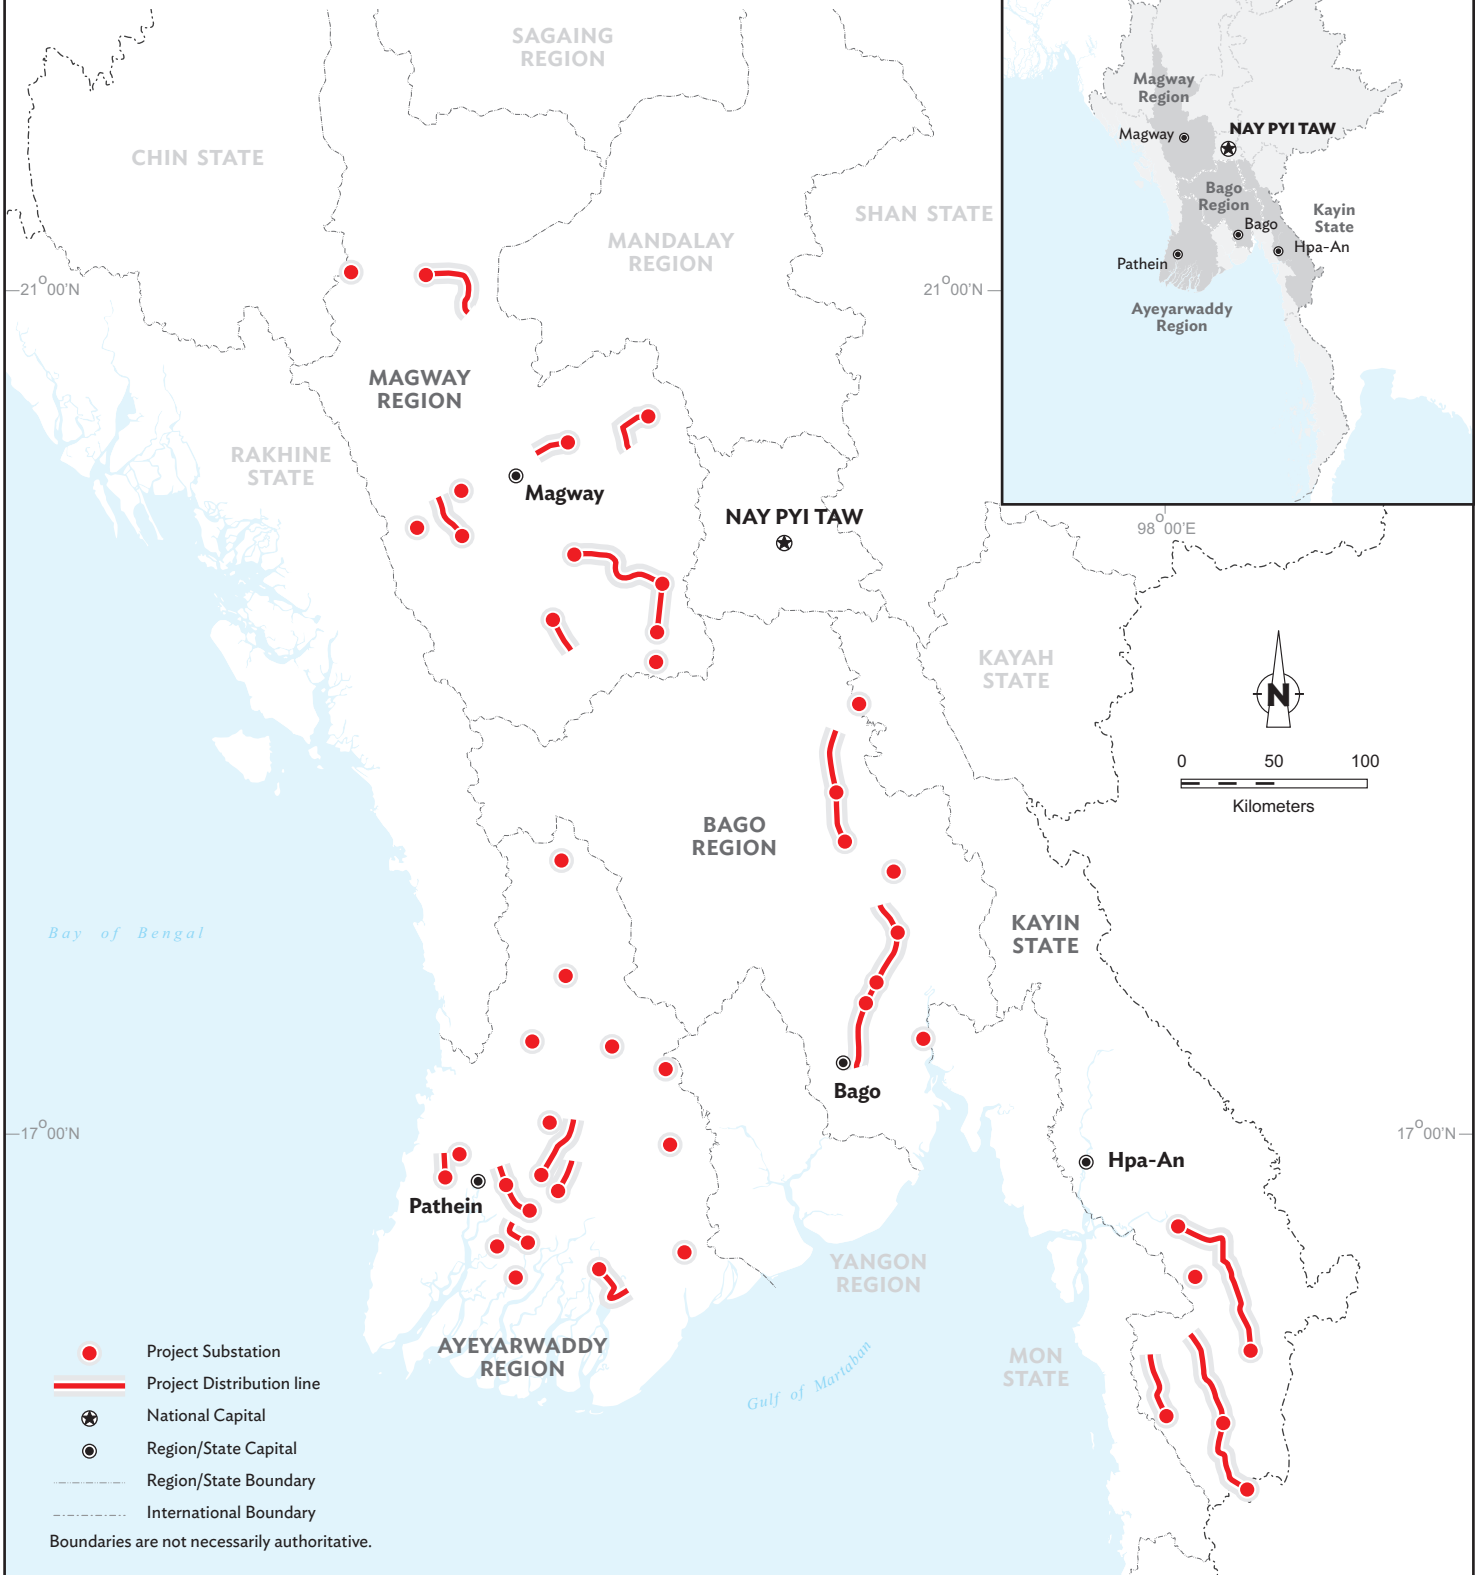 SAGAING
REGION
CHIN STATE
SHAN STATE
MANDALAY
REGION
21°00'N
21°00'N
MAGWAY
REGION
RAKHINE
STATE
Magway
NAY PYI TAW
98°00'E
KAYAH
STATE
N
0 50 100
Kilometers
BAGO
REGION
KAYIN
STATE
Bay of Bengal
Bago
17°00'N
17°00'N
Hpa-An
Pathein
YANGON
REGION
AYEYARWADDY
REGION
MON
STATE
Gulf of Martaban
Magway
Region
Magway
NAY PYI TAW
Bago
Region
Bago
Kayin
State
Hpa-An
Pathein
Ayeyarwaddy
Region
Project Substation
Project Distribution line
National Capital
Region/State Capital
Region/State Boundary
International Boundary
Boundaries are not necessarily authoritative.